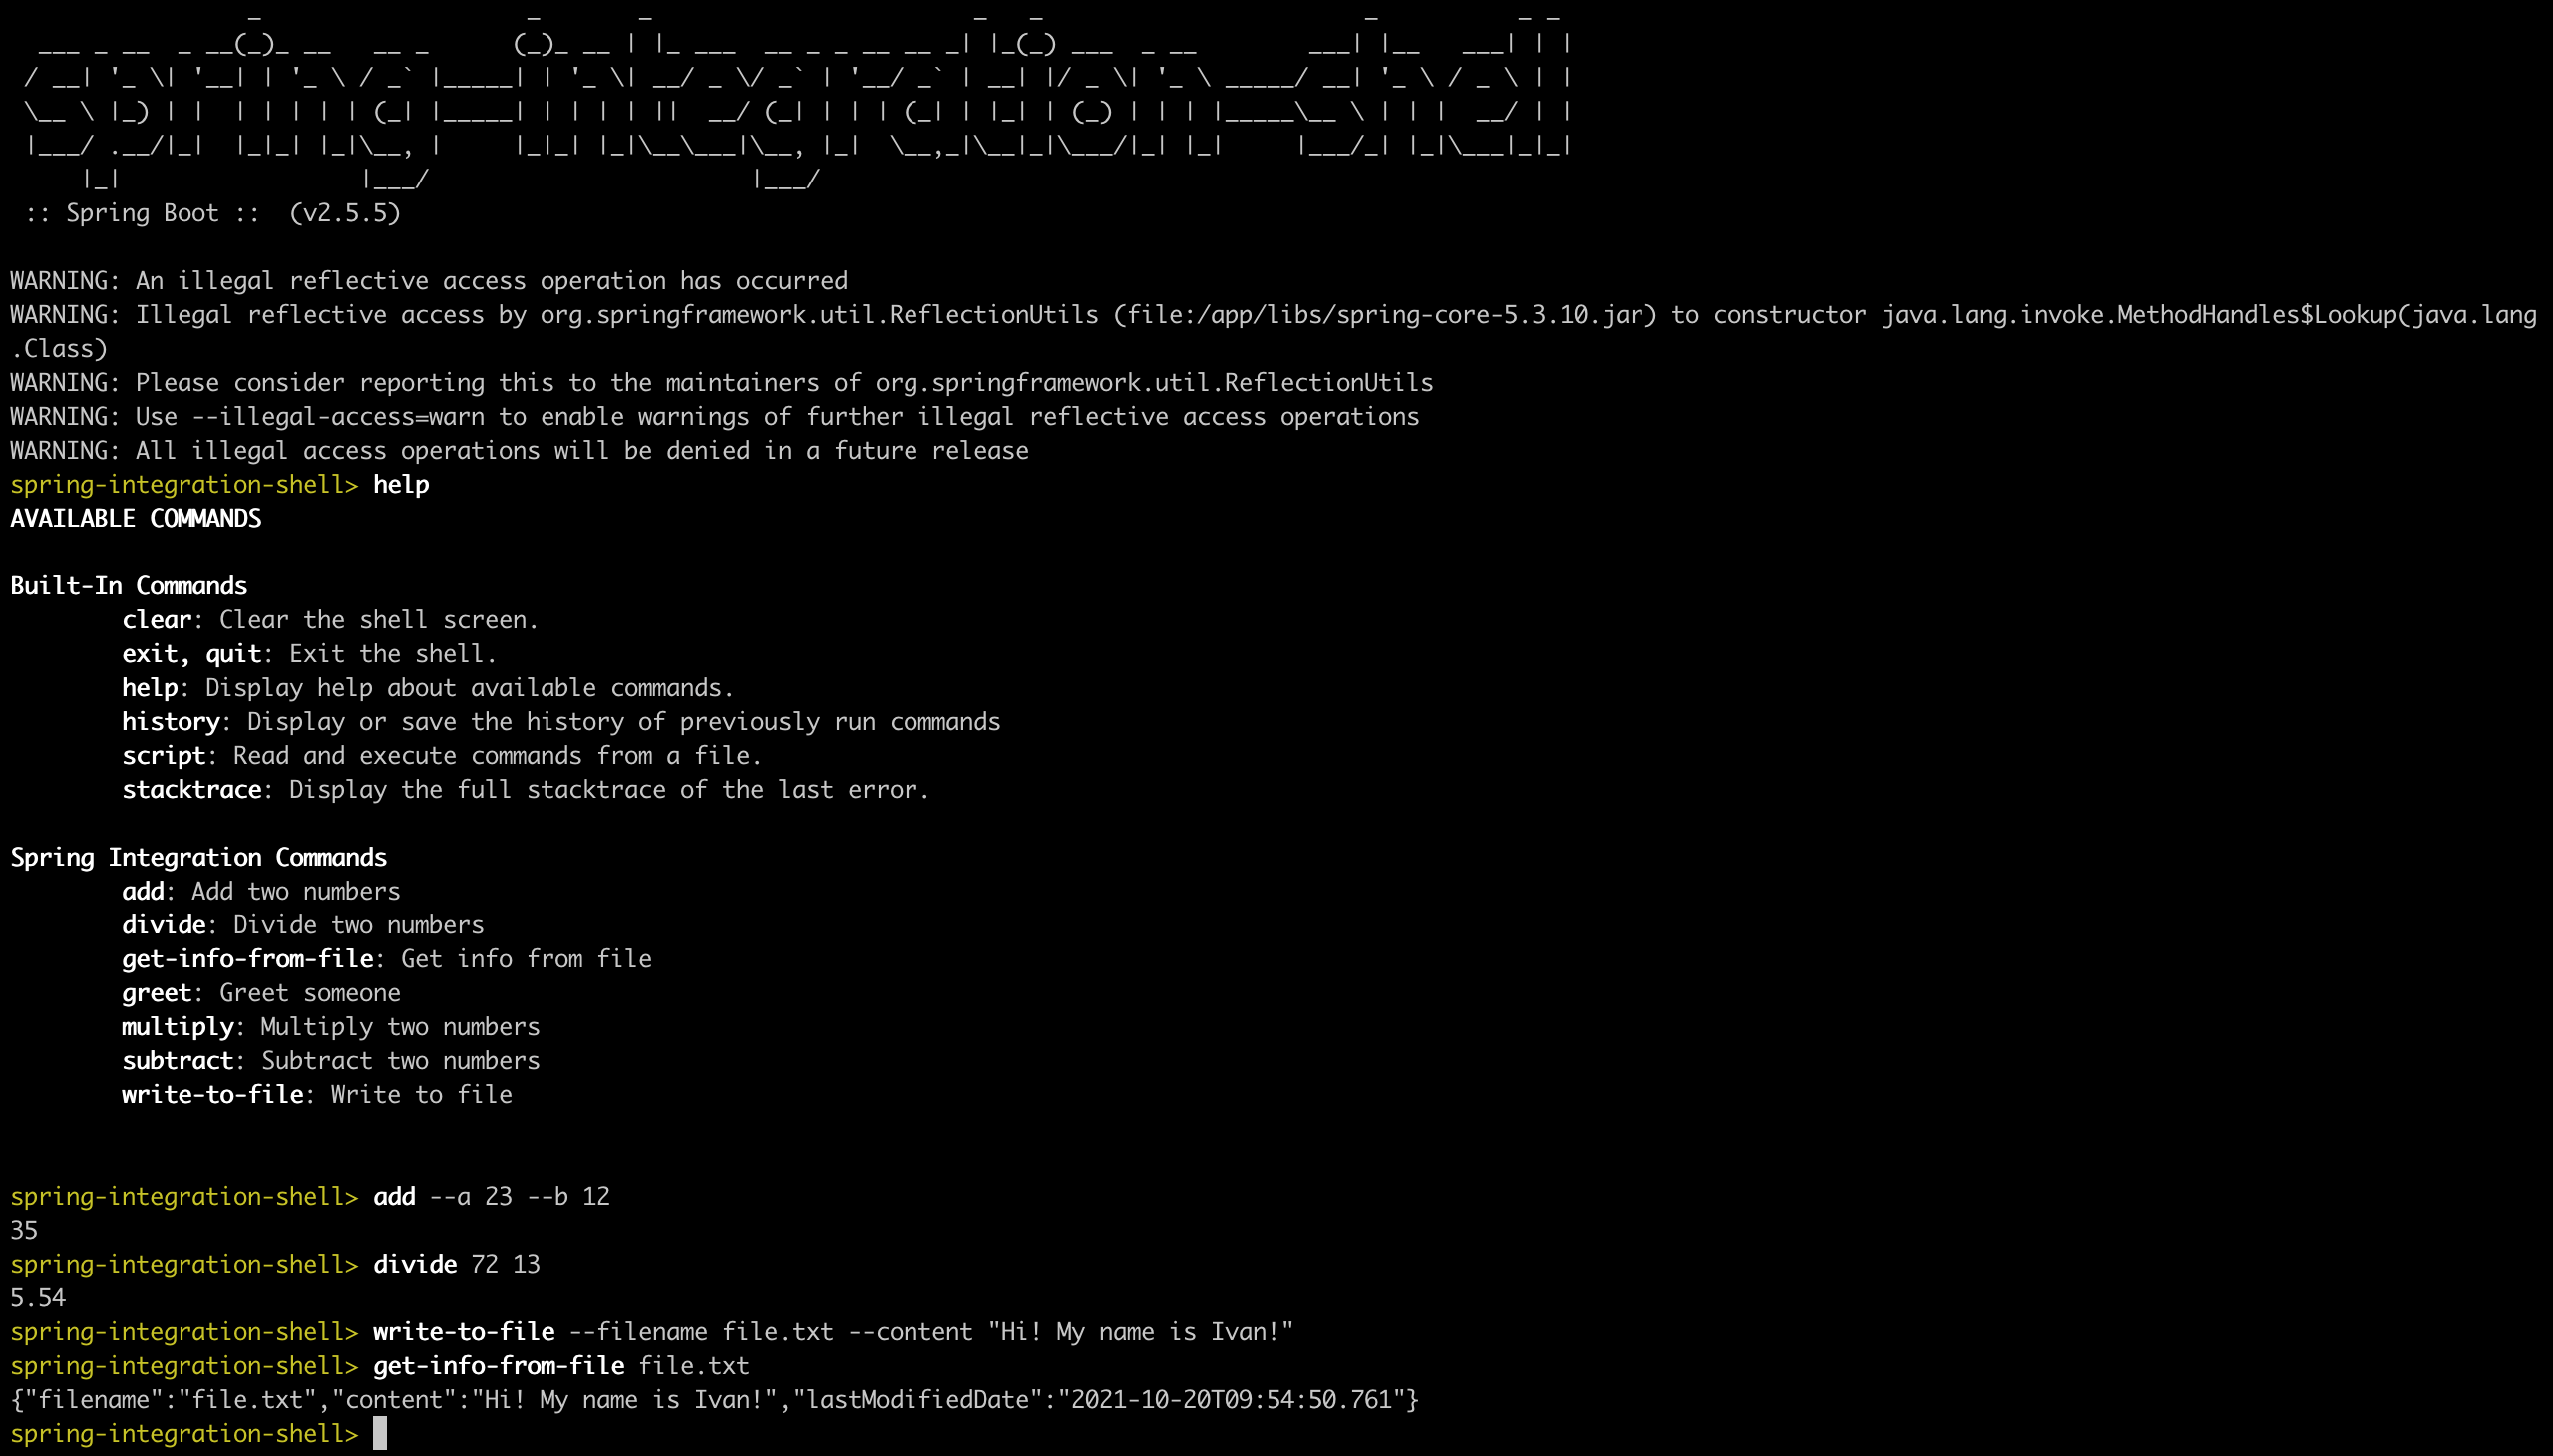 spring-integration-shell
:: Spring Boot ::  (v2.5.5)
WARNING: An illegal reflective access operation has occurred
WARNING: Illegal reflective access by org.springframework.util.ReflectionUtils (file:/app/libs/spring-core-5.3.10.jar) to constructor java.lang.invoke.MethodHandles$Lookup(java.lang
.Class)
WARNING: Please consider reporting this to the maintainers of org.springframework.util.ReflectionUtils
WARNING: Use --illegal-access=warn to enable warnings of further illegal reflective access operations
WARNING: All illegal access operations will be denied in a future release
spring-integration-shell> help
AVAILABLE COMMANDS
Built-In Commands
clear: Clear the shell screen.
exit, quit: Exit the shell.
help: Display help about available commands.
history: Display or save the history of previously run commands
script: Read and execute commands from a file.
stacktrace: Display the full stacktrace of the last error.
Spring Integration Commands
add: Add two numbers
divide: Divide two numbers
get-info-from-file: Get info from file
greet: Greet someone
multiply: Multiply two numbers
subtract: Subtract two numbers
write-to-file: Write to file
spring-integration-shell> add --a 23 --b 12
35
spring-integration-shell> divide 72 13
5.54
spring-integration-shell> write-to-file --filename file.txt --content "Hi! My name is Ivan!"
spring-integration-shell> get-info-from-file file.txt
{"filename":"file.txt","content":"Hi! My name is Ivan!","lastModifiedDate":"2021-10-20T09:54:50.761"}
spring-integration-shell>